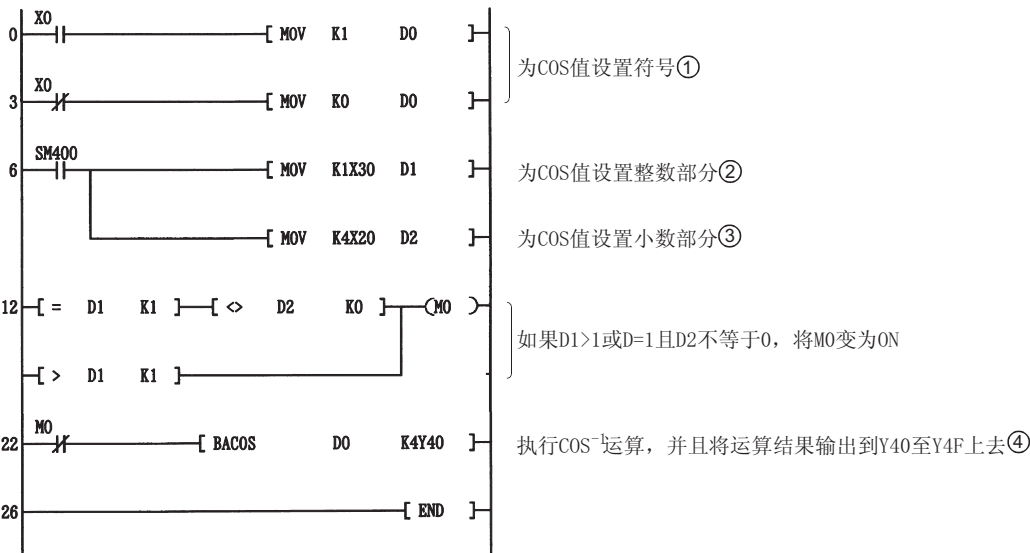 X0
0 [ MOV K1 D0 ]
为COS值设置符号①
X0
3 [ MOV K0 D0 ]
SM400
6 [ MOV K1X30 D1 ] 为COS值设置整数部分②
[ MOV K4X20 D2 ] 为COS值设置小数部分③
12 [ = D1 K1 ] [ <> D2 K0 ] (M0 )
如果D1>1或D=1且D2不等于0，将M0变为ON
[ > D1 K1 ]
M0
22 [ BACOS D0 K4Y40 ] 执行COS⁻¹运算，并且将运算结果输出到Y40至Y4F上去④
26 [ END ]